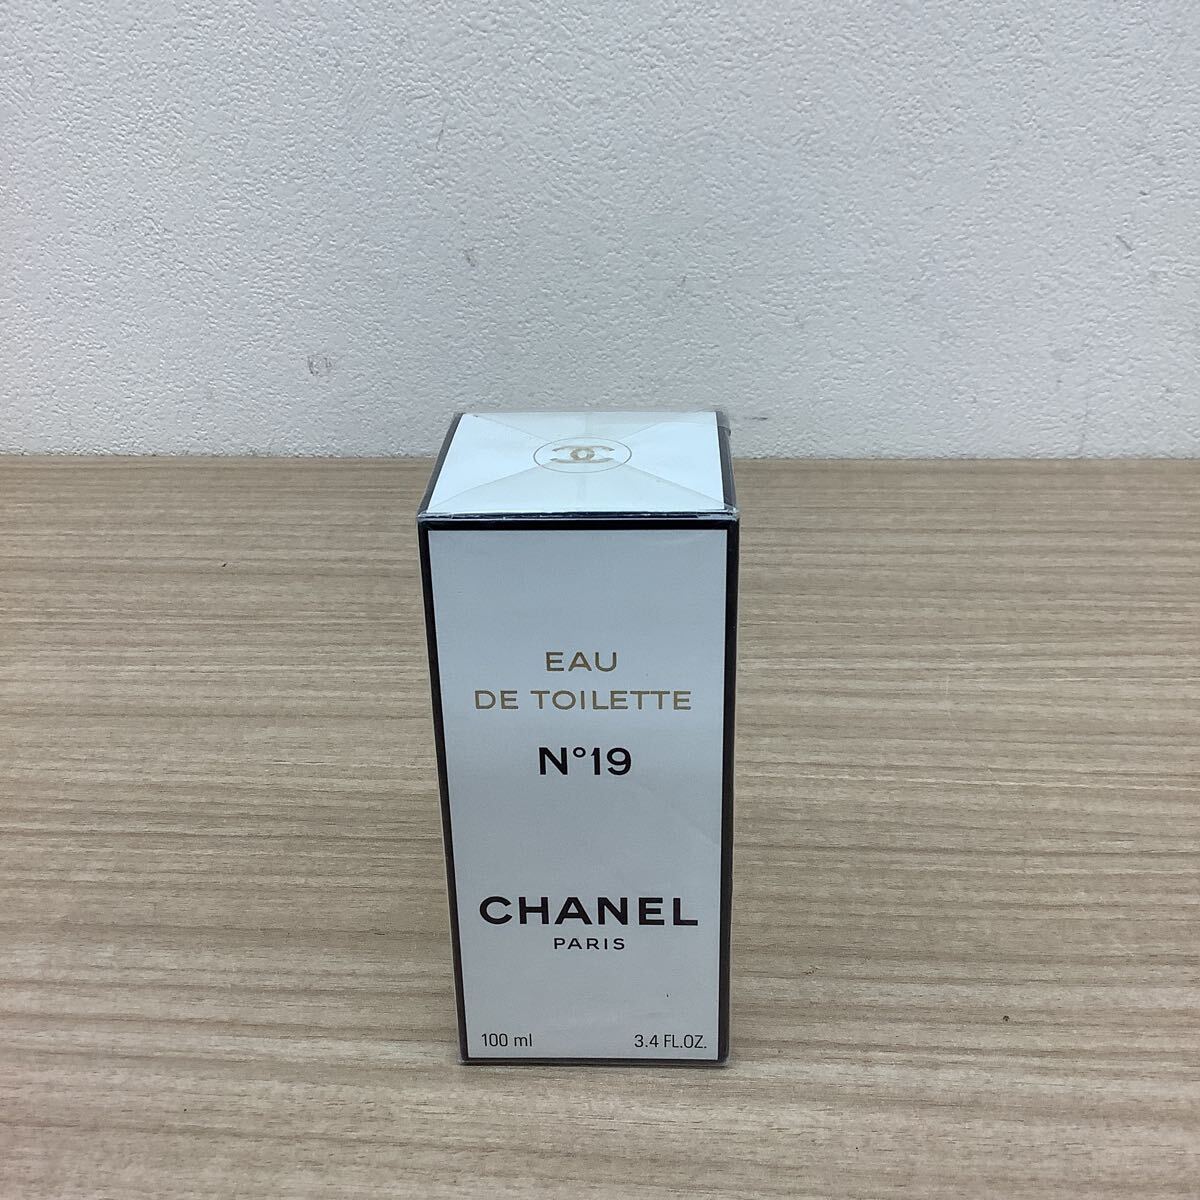 EAU
DE TOILETTE
N°19
CHANEL
PARIS
100 ml 3.4 FL.OZ.